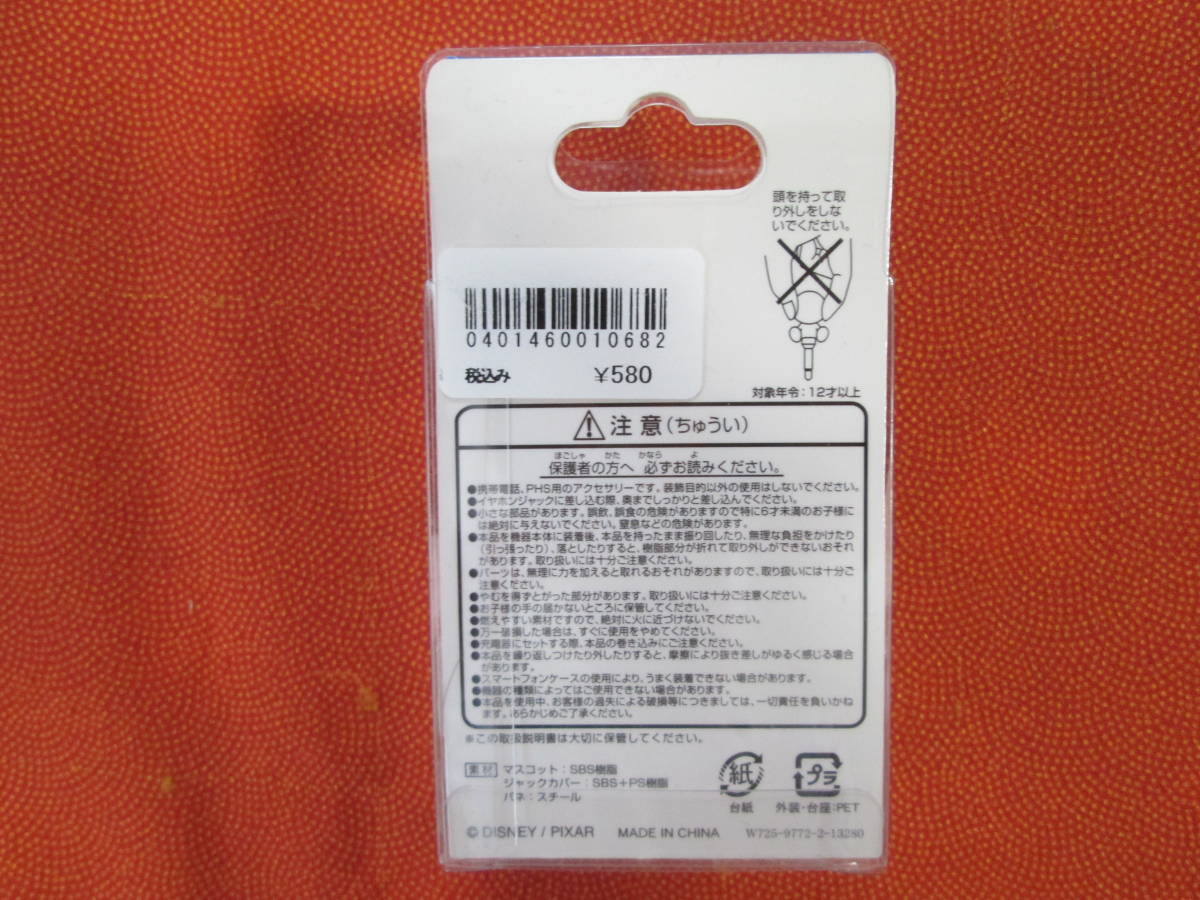 頭を持って取
り外しをしな
いでください。
0401460010682
税込み ¥580
対象年令：12才以上
注意（ちゅうい）
ほごしゃ かた かなら よ
保護者の方へ 必ずお読みください。
●携帯電話、PHS用のアクセサリーです。装飾目的以外の使用はしないでください。
●イヤホンジャックに差し込む際、奥までしっかりと差し込んでください。
●小さな部品があります。誤飲、誤食の危険がありますので特に6才未満のお子様に
は絶対に与えないでください。窒息などの危険があります。
●本品を機器本体に装着後、本品を持ったまま振り回したり、無理な負担をかけたり
（引っ張ったり）、落としたりすると、樹脂部分が折れて取り外しができないおそれ
があります。取り扱いには十分ご注意ください。
●パーツは、無理に力を加えると取れるおそれがありますので、取り扱いには十分ご
注意ください。
●やむを得ずとがった部分があります。取り扱いには十分ご注意ください。
●お子様の手の届かないところに保管してください。
●燃えやすい素材ですので、絶対に火に近づけないでください。
●万一破損した場合は、すぐに使用をやめてください。
●充電器にセットする際、本品の巻き込みにご注意ください。
●本品を繰り返しつけたり外したりすると、摩擦により抜き差しがゆるく感じる場合
があります。
●スマートフォンケースの使用により、うまく装着できない場合があります。
●機器の種類によってはご使用できない場合があります。
●本品を使用中、お客様の過失による破損等につきましては、一切責任を負いかね
ます。あらかじめご了承ください。
※この取扱説明書は大切に保管してください。
素材 マスコット：SBS樹脂
ジャックカバー：SBS＋PS樹脂
バネ：スチール
紙 プラ
台紙 外装・台座：PET
© DISNEY / PIXAR MADE IN CHINA W725-9772-2-13280